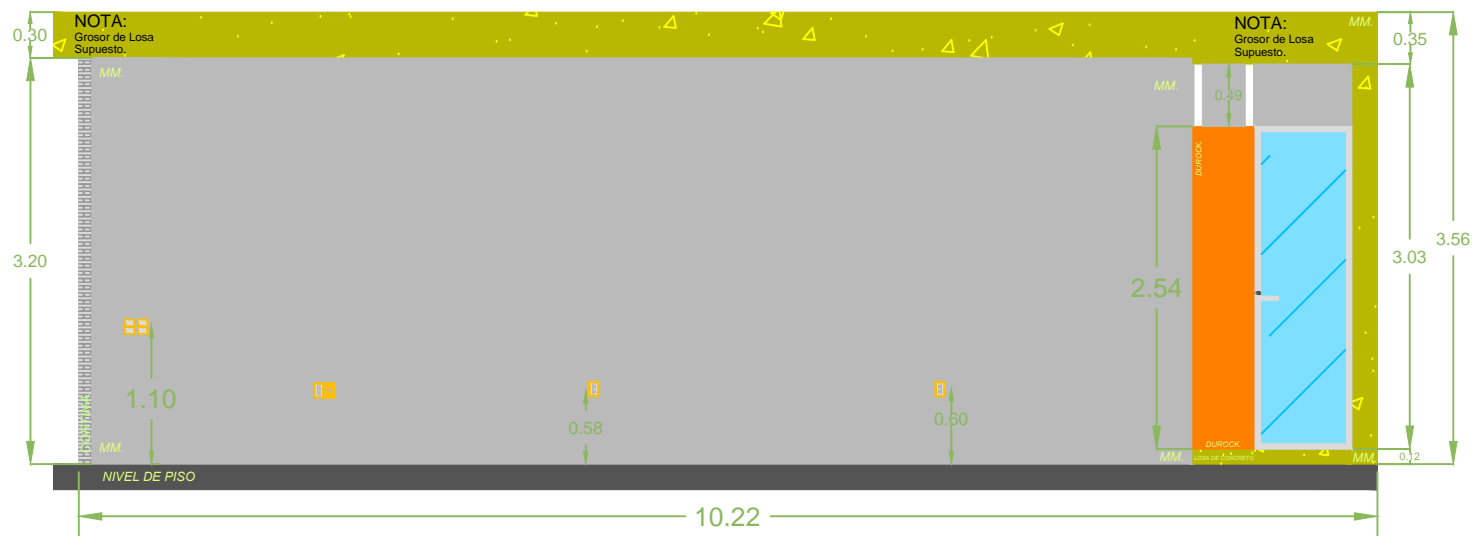 NOTA:
Grosor de Losa
Supuesto.
0.30
NOTA:
Grosor de Losa
Supuesto.
MM.
0.35
MM.
MM.
0.49
DUROCK.
3.20
2.54
3.03
3.56
1.10
0.58
0.60
MM.
DUROCK.
MM.
LOSA DE CONCRETO.
MM.
0.12
NIVEL DE PISO
10.22